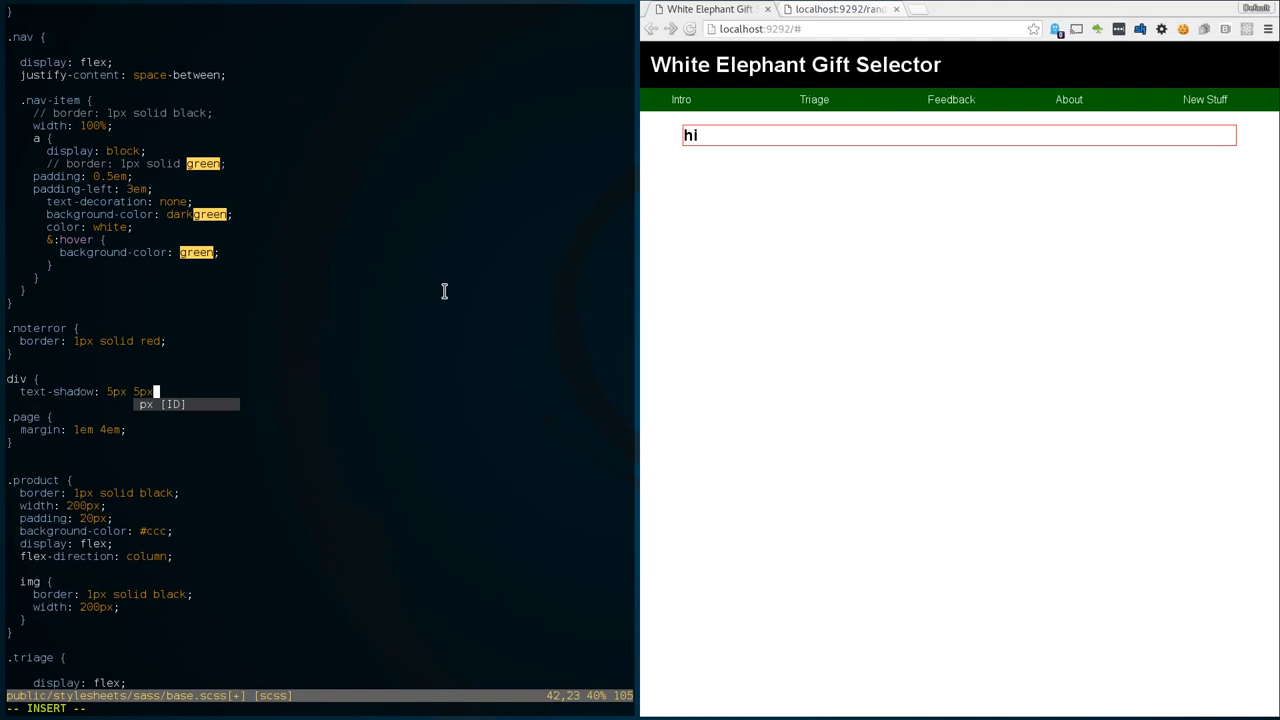 }
.nav {
display: flex;
justify-content: space-between;
.nav-item {
// border: 1px solid black;
width: 100%;
a {
display: block;
// border: 1px solid green;
padding: 0.5em;
padding-left: 3em;
text-decoration: none;
background-color: darkgreen;
color: white;
&:hover {
background-color: green;
}
}
}
}
.noterror {
border: 1px solid red;
}
div {
text-shadow: 5px 5px
px [ID]
.page {
margin: 1em 4em;
}
.product {
border: 1px solid black;
width: 200px;
padding: 20px;
background-color: #ccc;
display: flex;
flex-direction: column;
img {
border: 1px solid black;
width: 200px;
}
}
.triage {
display: flex;
public/stylesheets/sass/base.scss[+] [scss] 42,23 40% 105
-- INSERT --
White Elephant Gift S localhost:9292/rand Default
localhost:9292/#
White Elephant Gift Selector
Intro Triage Feedback About New Stuff
hi